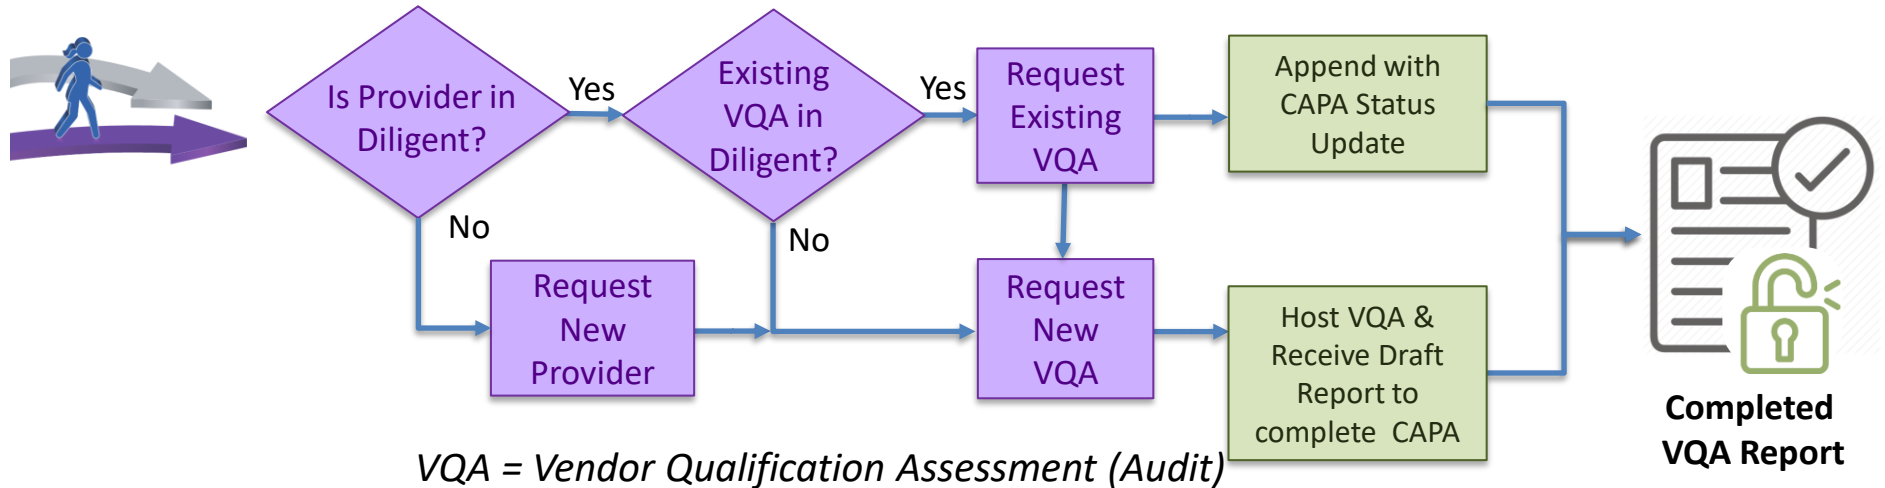 Is Provider in
Diligent?
Yes
No
Existing
VQA in
Diligent?
Yes
No
Request
Existing
VQA
Append with
CAPA Status
Update
Request
New
Provider
Request
New
VQA
Host VQA &
Receive Draft
Report to
complete CAPA
Completed
VQA Report
VQA = Vendor Qualification Assessment (Audit)